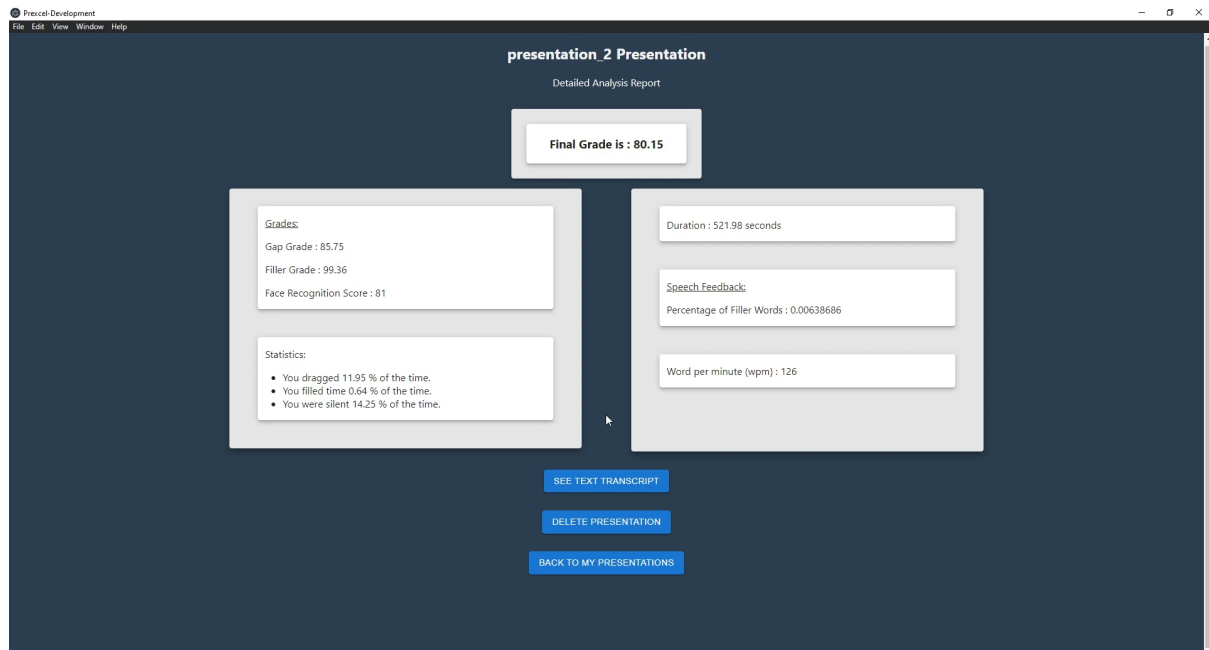 Prexcel-Development
File Edit View Window Help
presentation_2 Presentation
Detailed Analysis Report
Final Grade is : 80.15
Grades:
Gap Grade : 85.75
Filler Grade : 99.36
Face Recognition Score : 81
Statistics:
• You dragged 11.95 % of the time.
• You filled time 0.64 % of the time.
• You were silent 14.25 % of the time.
Duration : 521.98 seconds
Speech Feedback:
Percentage of Filler Words : 0.00638686
Word per minute (wpm) : 126
SEE TEXT TRANSCRIPT
DELETE PRESENTATION
BACK TO MY PRESENTATIONS